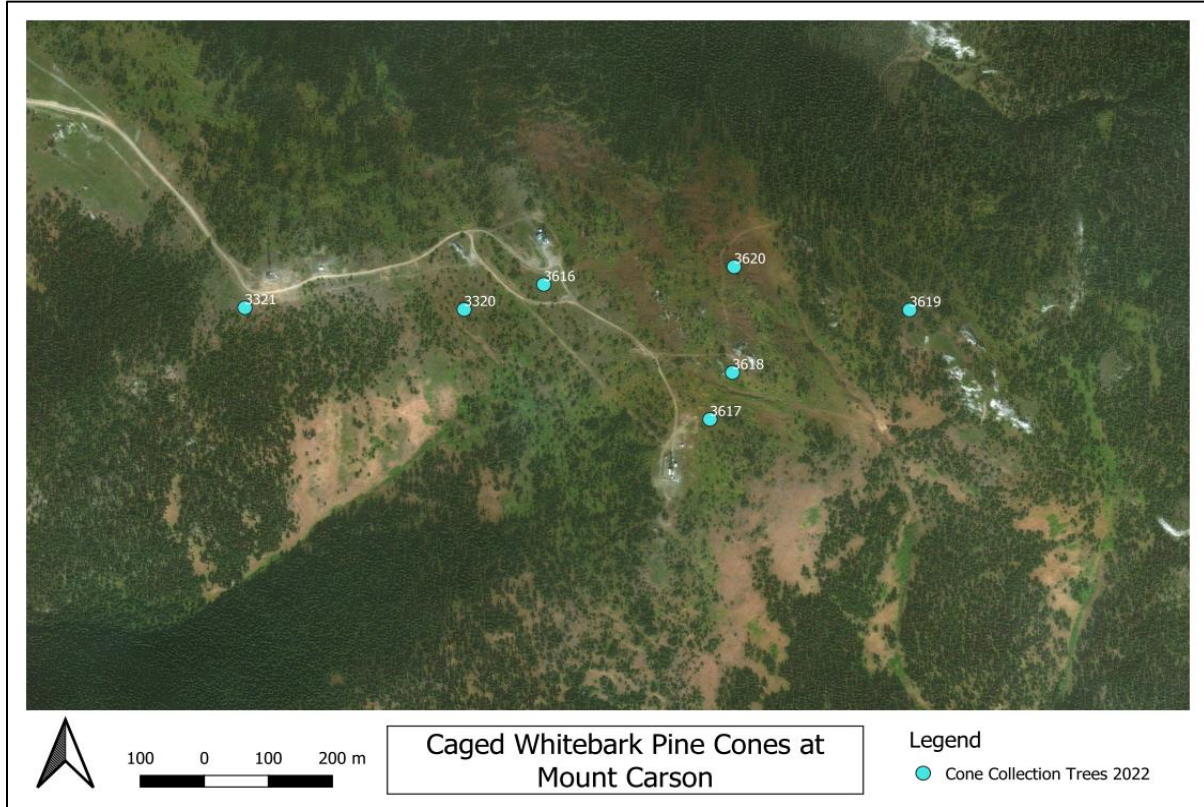 3620
3616
3321
3320
3619
3618
3617
100 0 100 200 m
Caged Whitebark Pine Cones at
Mount Carson
Legend
Cone Collection Trees 2022